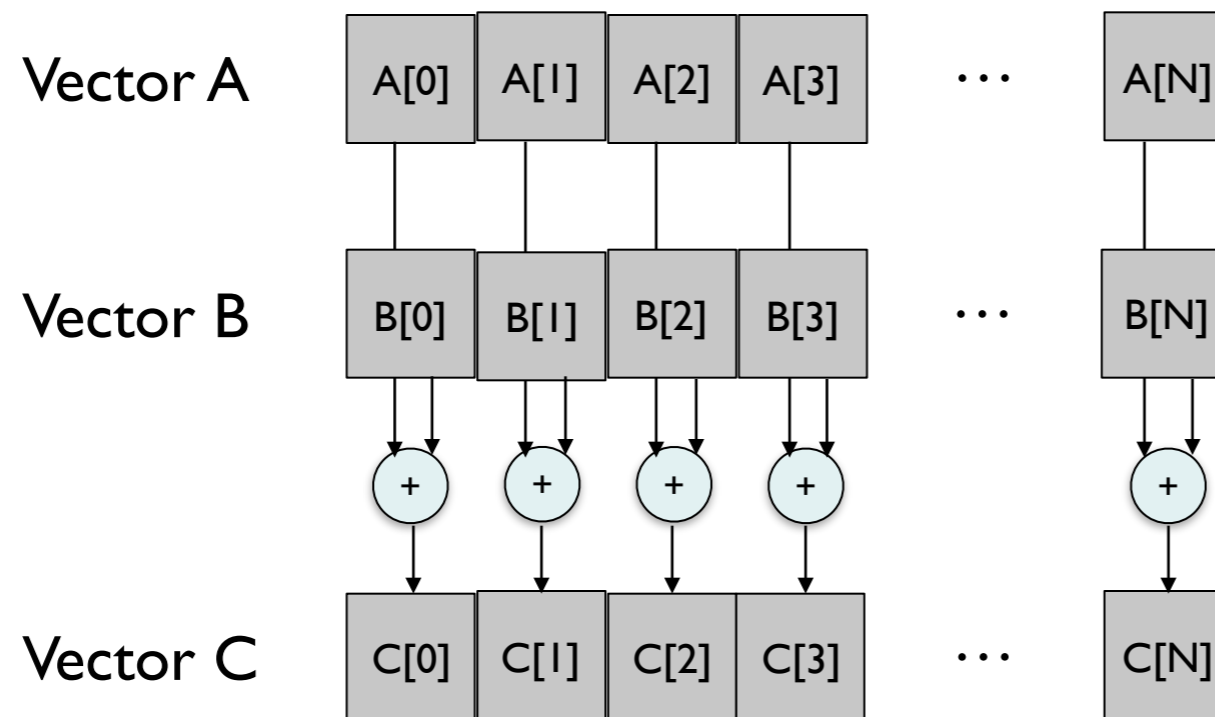 Vector A A[0] A[1] A[2] A[3] ... A[N]
Vector B B[0] B[1] B[2] B[3] ... B[N]
+ + + + +
Vector C C[0] C[1] C[2] C[3] ... C[N]